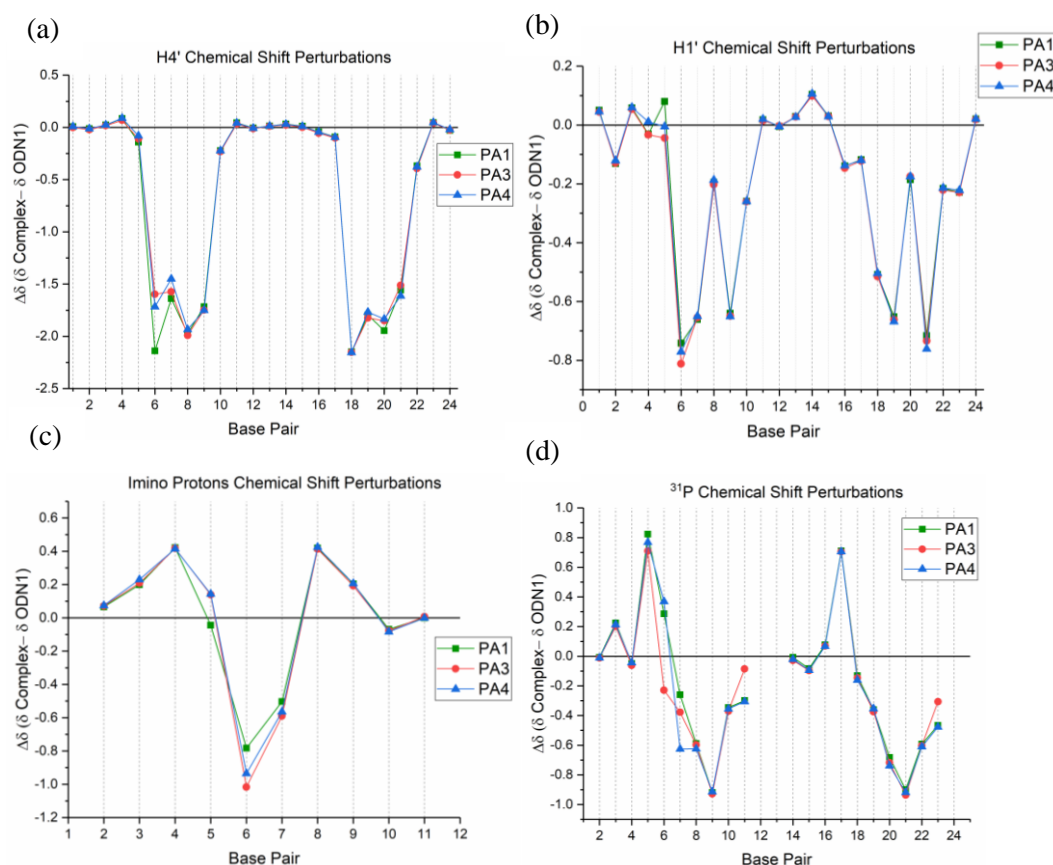 (a)
H4' Chemical Shift Perturbations
0.5
0.0
-0.5
-1.0
-1.5
-2.0
-2.5
Δδ (δ Complex– δ ODN1)
2 4 6 8 10 12 14 16 18 20 22 24
Base Pair
PA1
PA3
PA4
(b)
H1' Chemical Shift Perturbations
0.2
0.0
-0.2
-0.4
-0.6
-0.8
Δδ (δ Complex– δ ODN1)
0 2 4 6 8 10 12 14 16 18 20 22 24
Base Pair
PA1
PA3
PA4
(c)
Imino Protons Chemical Shift Perturbations
0.6
0.4
0.2
0.0
-0.2
-0.4
-0.6
-0.8
-1.0
-1.2
Δδ (δ Complex– δ ODN1)
1 2 3 4 5 6 7 8 9 10 11 12
Base Pair
PA1
PA3
PA4
(d)
³¹P Chemical Shift Perturbations
1.0
0.8
0.6
0.4
0.2
0.0
-0.2
-0.4
-0.6
-0.8
-1.0
Δδ (δ Complex– δ ODN1)
2 4 6 8 10 12 14 16 18 20 22 24
Base Pair
PA1
PA3
PA4